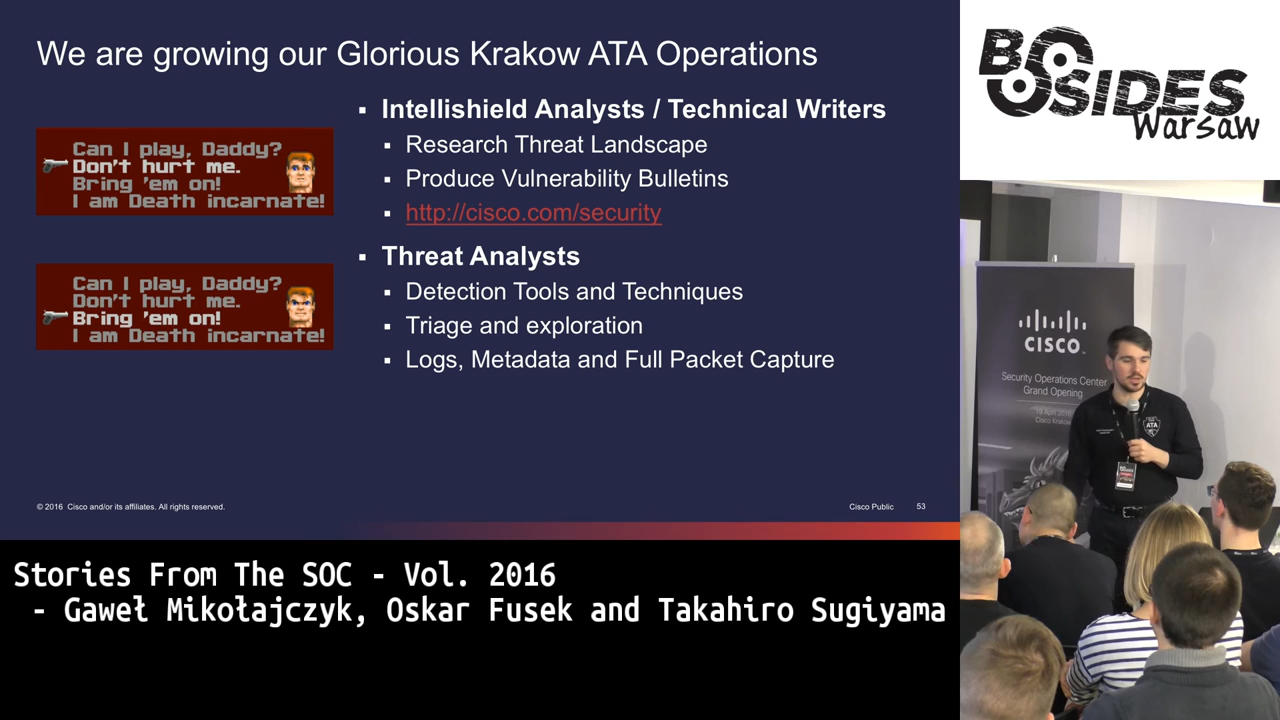 We are growing our Glorious Krakow ATA Operations
Can I play, Daddy?
Don't hurt me.
Bring 'em on!
I am Death incarnate!
Can I play, Daddy?
Don't hurt me.
Bring 'em on!
I am Death incarnate!
▪ Intellishield Analysts / Technical Writers
▪ Research Threat Landscape
▪ Produce Vulnerability Bulletins
▪ http://cisco.com/security
▪ Threat Analysts
▪ Detection Tools and Techniques
▪ Triage and exploration
▪ Logs, Metadata and Full Packet Capture
© 2016 Cisco and/or its affiliates. All rights reserved.
Cisco Public
53
BSIDES
Warsaw
CISCO
Security Operations Center
Grand Opening
Cisco Krakow
ATA
Stories From The SOC - Vol. 2016
- Gaweł Mikołajczyk, Oskar Fusek and Takahiro Sugiyama